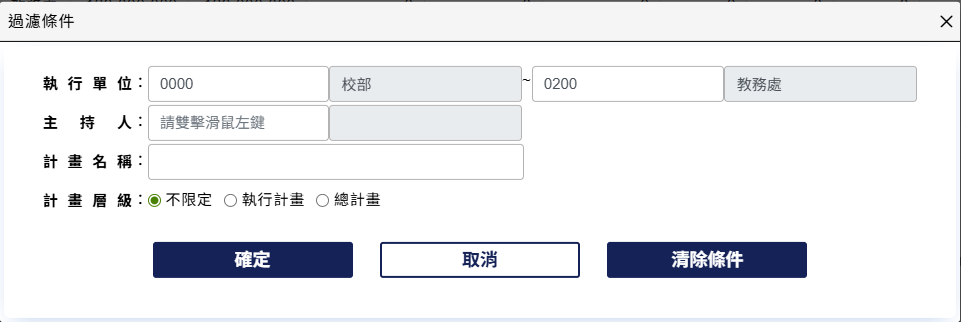 過濾條件
執行單位： 0000 校部 ~ 0200 教務處
主持人： 請雙擊滑鼠左鍵
計畫名稱：
計畫層級： 不限定 執行計畫 總計畫
確定 取消 清除條件